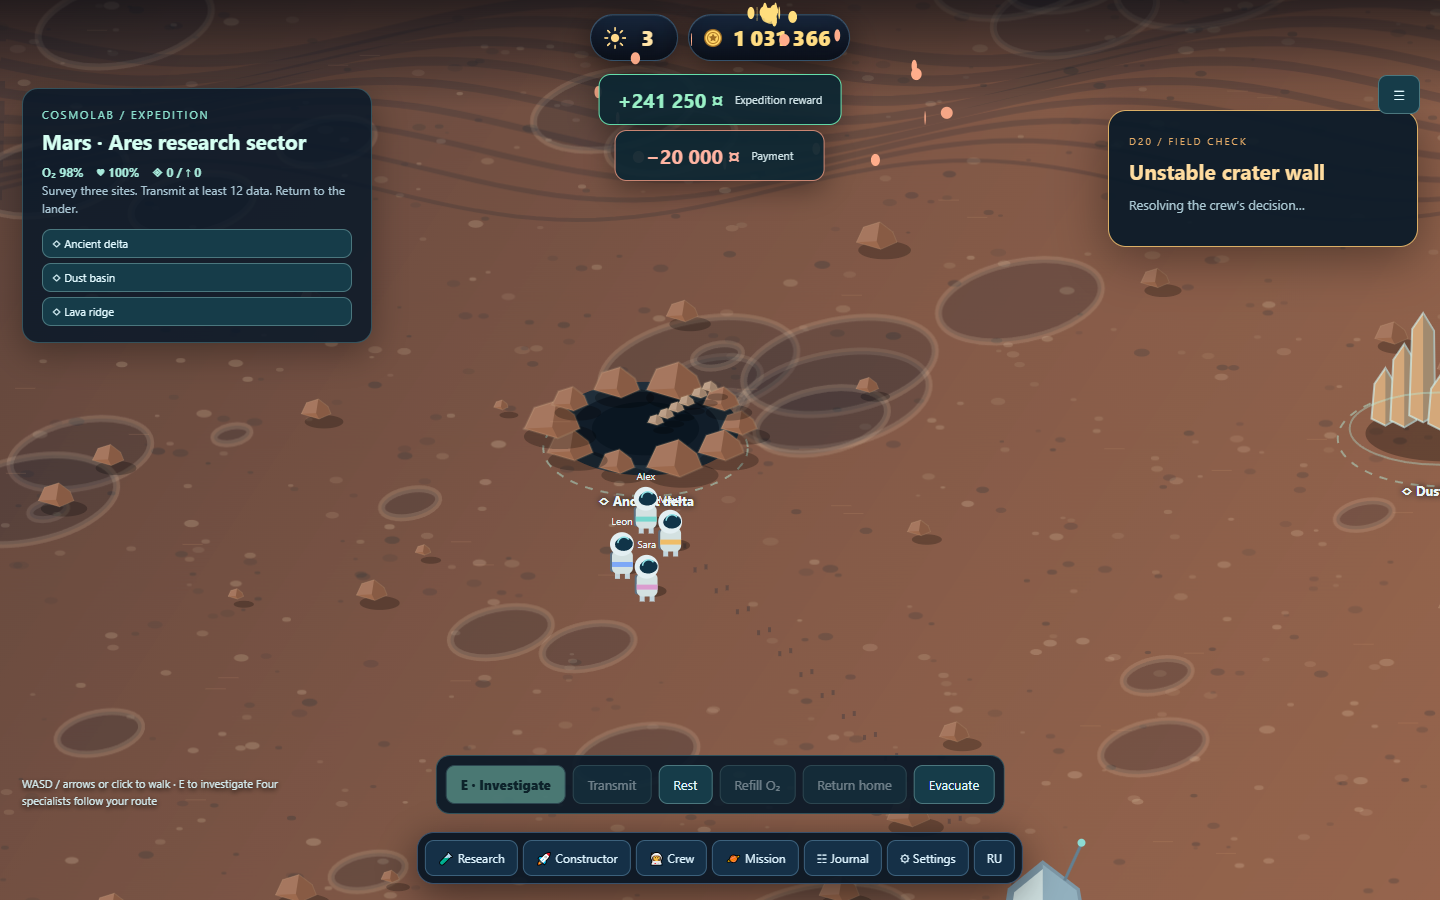 3
1 031 366
+241 250 ¤ Expedition reward
−20 000 ¤ Payment
COSMOLAB / EXPEDITION
Mars · Ares research sector
O₂ 98% ♥ 100% ◈ 0 / ↑ 0
Survey three sites. Transmit at least 12 data. Return to the
lander.
◇ Ancient delta
◇ Dust basin
◇ Lava ridge
☰
D20 / FIELD CHECK
Unstable crater wall
Resolving the crew's decision...
Alex
Leon
Sara
◇ Dus
WASD / arrows or click to walk · E to investigate Four
specialists follow your route
E · Investigate
Transmit
Rest
Refill O₂
Return home
Evacuate
Research
Constructor
Crew
Mission
Journal
Settings
RU